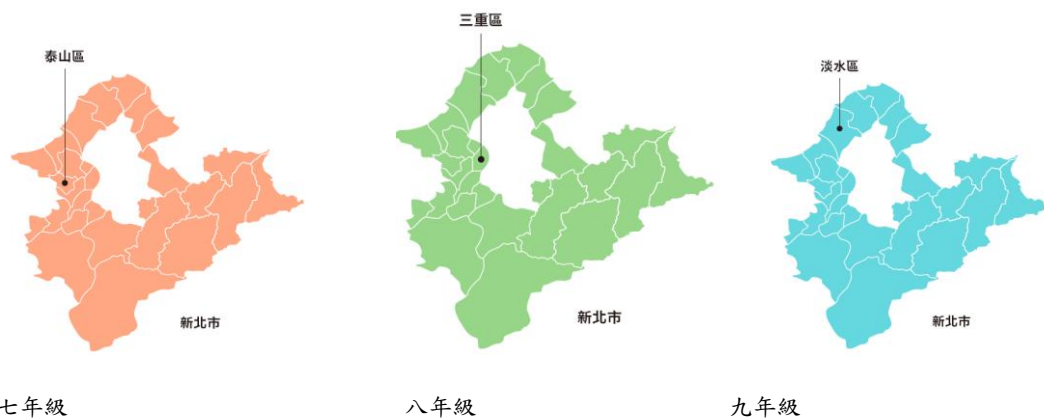 三重區
泰山區
淡水區
新北市
新北市
新北市
七年級
八年級
九年級